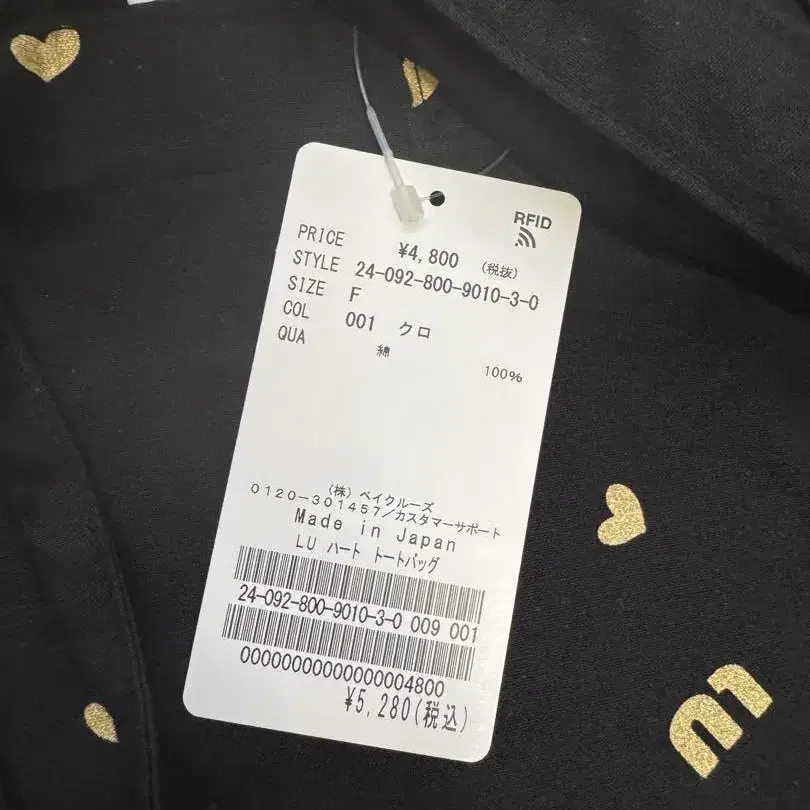 RFID
PRICE ¥4,800 (税抜)
STYLE 24-092-800-9010-3-0
SIZE F
COL 001 クロ
QUA 綿 100%
(株) ベイクルーズ
0120-301457/カスタマーサポート
Made in Japan
LU ハート トートバッグ
24-092-800-9010-3-0 009 001
00000000000000004800
¥5,280(税込)